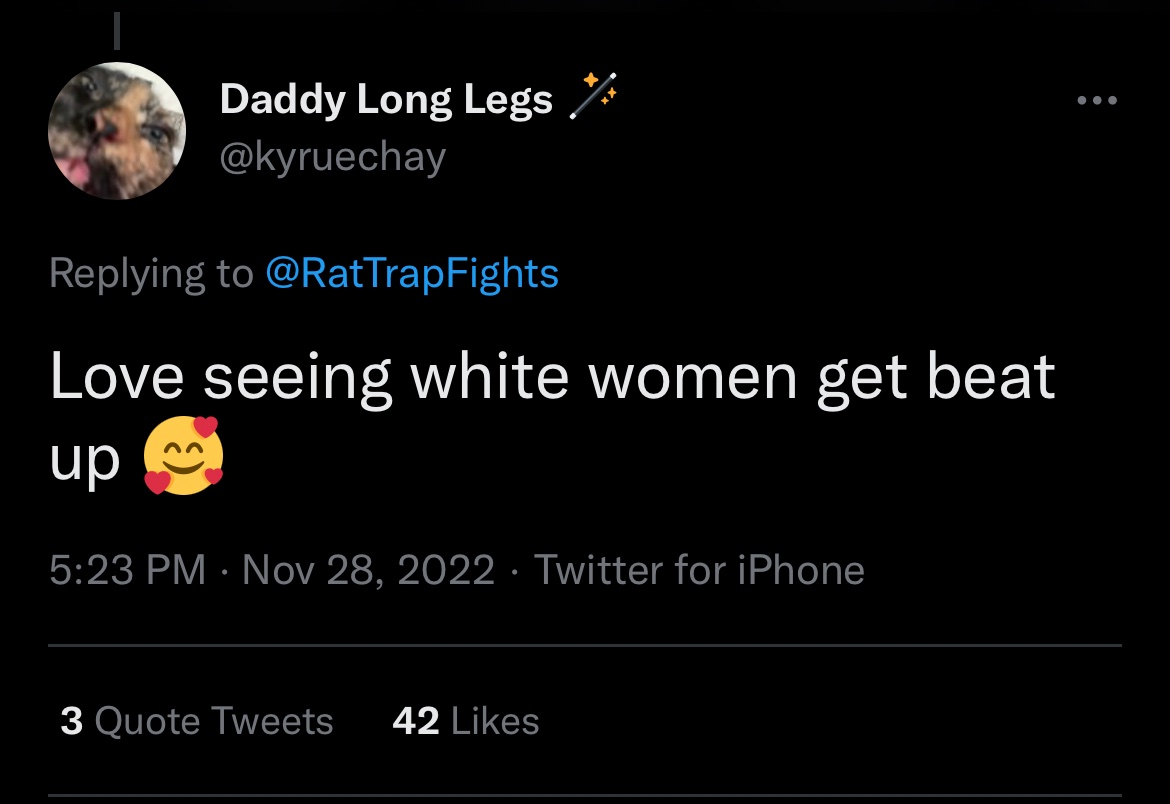 Daddy Long Legs 🪄
@kyruechay
Replying to @RatTrapFights
Love seeing white women get beat
up 🥰
5:23 PM · Nov 28, 2022 · Twitter for iPhone
3 Quote Tweets 42 Likes